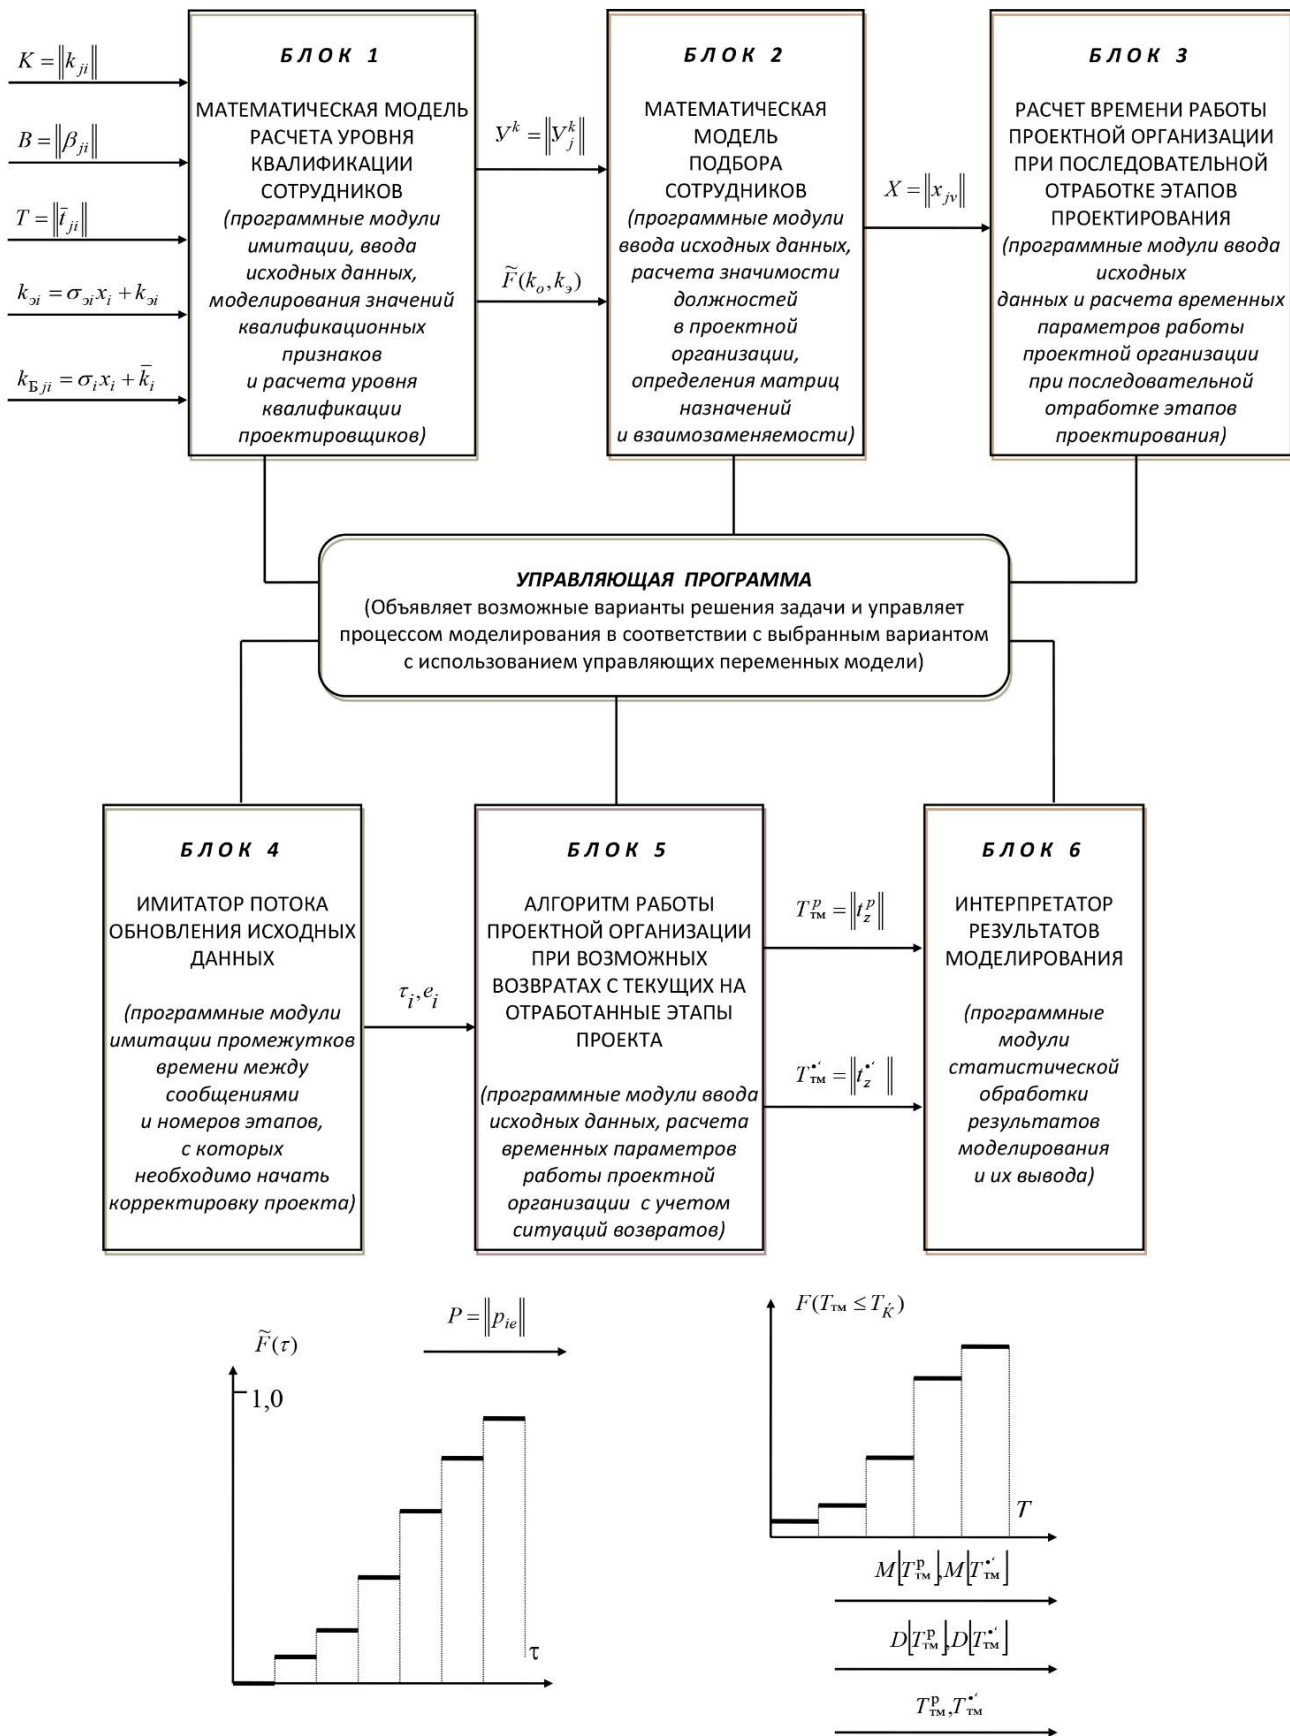 K = ‖k_ji‖
B = ‖β_ji‖
T = ‖t̄_ji‖
k_эi = σ_эi x_i + k_эi
k_Бji = σ_i x_i + k̄_i
БЛОК 1
МАТЕМАТИЧЕСКАЯ МОДЕЛЬ
РАСЧЕТА УРОВНЯ
КВАЛИФИКАЦИИ
СОТРУДНИКОВ
(программные модули
имитации, ввода
исходных данных,
моделирования значений
квалификационных
признаков
и расчета уровня
квалификации
проектировщиков)
У^k = ‖У_j^k‖
F̃(k_o, k_э)
БЛОК 2
МАТЕМАТИЧЕСКАЯ
МОДЕЛЬ
ПОДБОРА
СОТРУДНИКОВ
(программные модули
ввода исходных данных,
расчета значимости
должностей
в проектной
организации,
определения матриц
назначений
и взаимозаменяемости)
X = ‖x_jv‖
БЛОК 3
РАСЧЕТ ВРЕМЕНИ РАБОТЫ
ПРОЕКТНОЙ ОРГАНИЗАЦИИ
ПРИ ПОСЛЕДОВАТЕЛЬНОЙ
ОТРАБОТКЕ ЭТАПОВ
ПРОЕКТИРОВАНИЯ
(программные модули ввода
исходных
данных и расчета временных
параметров работы
проектной организации
при последовательной
отработке этапов
проектирования)
УПРАВЛЯЮЩАЯ ПРОГРАММА
(Объявляет возможные варианты решения задачи и управляет
процессом моделирования в соответствии с выбранным вариантом
с использованием управляющих переменных модели)
БЛОК 4
ИМИТАТОР ПОТОКА
ОБНОВЛЕНИЯ ИСХОДНЫХ
ДАННЫХ
(программные модули
имитации промежутков
времени между
сообщениями
и номеров этапов,
с которых
необходимо начать
корректировку проекта)
τ_i, e_i
БЛОК 5
АЛГОРИТМ РАБОТЫ
ПРОЕКТНОЙ ОРГАНИЗАЦИИ
ПРИ ВОЗМОЖНЫХ
ВОЗВРАТАХ С ТЕКУЩИХ НА
ОТРАБОТАННЫЕ ЭТАПЫ
ПРОЕКТА
(программные модули ввода
исходных данных, расчета
временных параметров
работы проектной
организации с учетом
ситуаций возвратов)
T_тм^p = ‖t_z^p‖
T_тм^•‘ = ‖t_z^•‘ ‖
БЛОК 6
ИНТЕРПРЕТАТОР
РЕЗУЛЬТАТОВ
МОДЕЛИРОВАНИЯ
(программные
модули
статистической
обработки
результатов
моделирования
и их вывода)
P = ‖p_ie‖
F̃(τ)
1,0
τ
F(T_тм ≤ T_Ḱ)
T
M⌊T_тм^р⌋, M⌊T_тм^•‘⌋
D⌊T_тм^р⌋, D⌊T_тм^•‘⌋
T_тм^р, T_тм^•‘